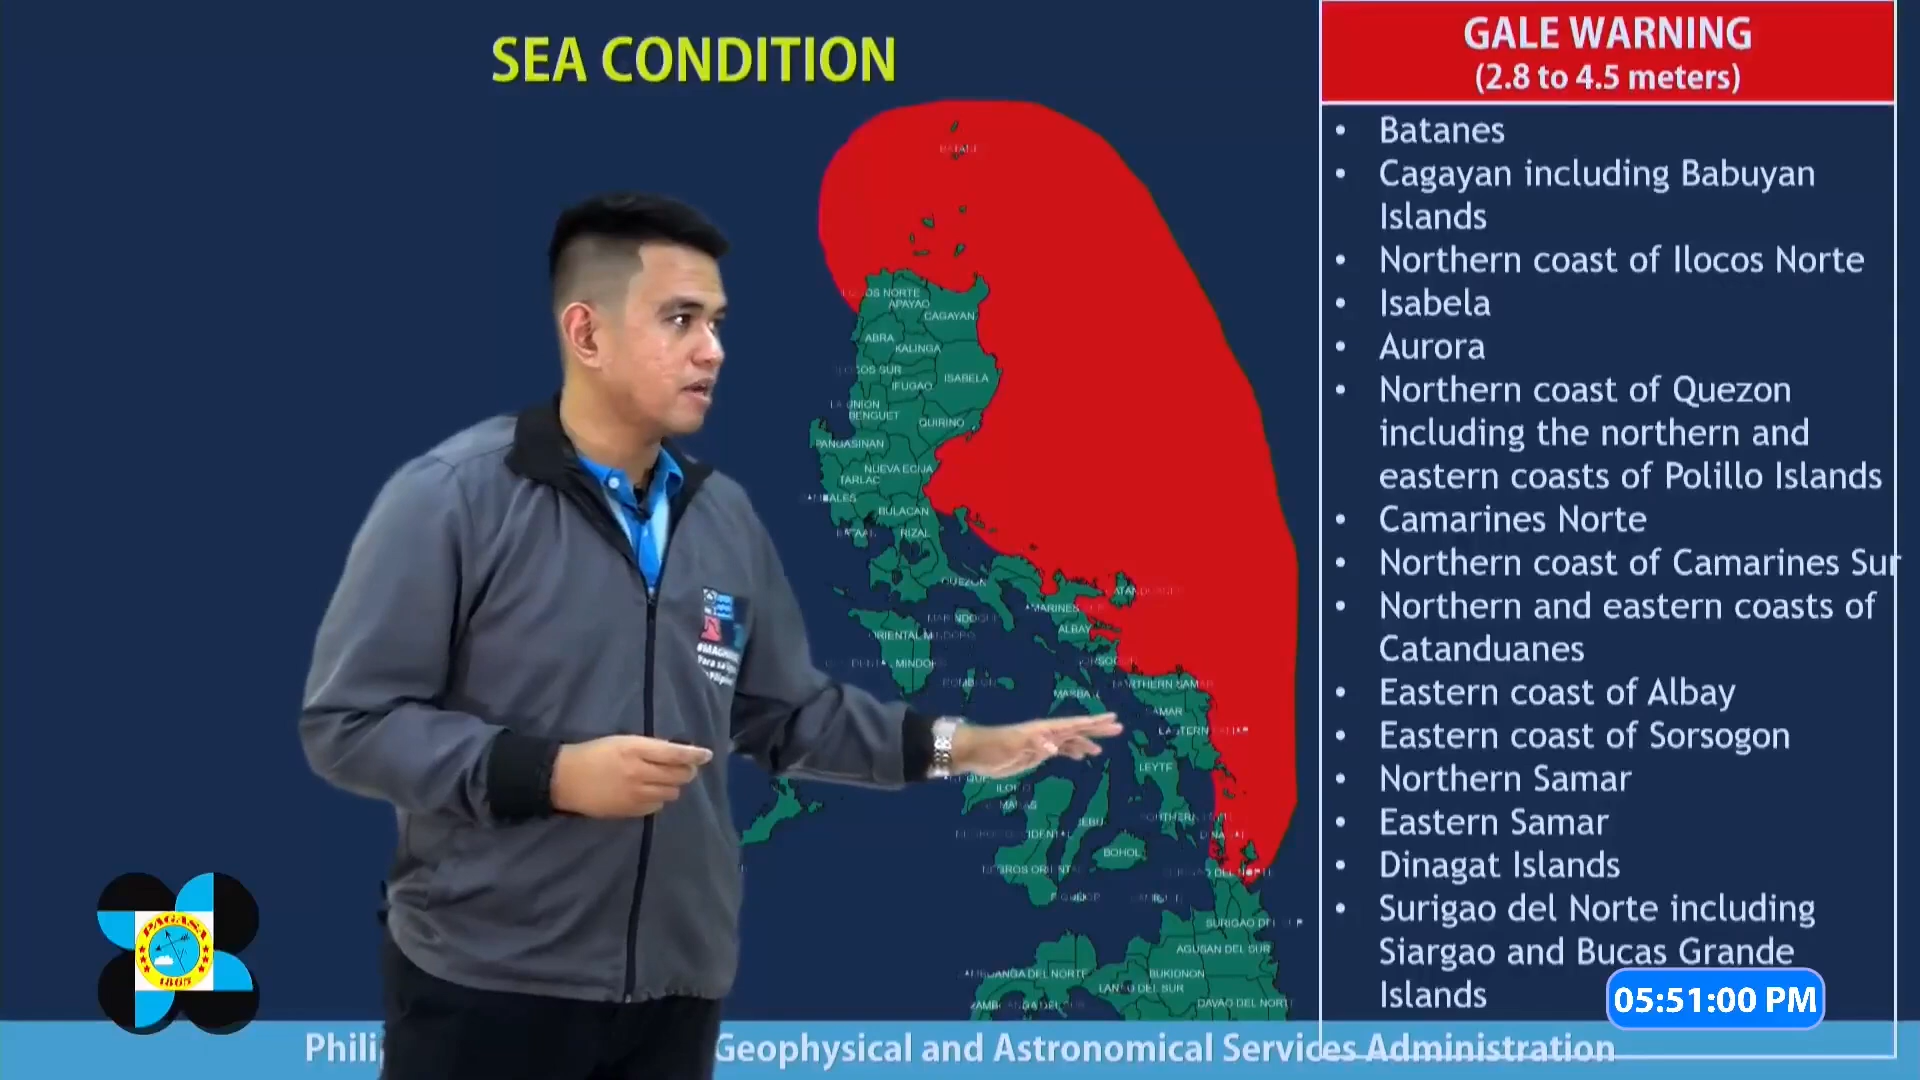 SEA CONDITION
GALE WARNING
(2.8 to 4.5 meters)
• Batanes
• Cagayan including Babuyan
Islands
• Northern coast of Ilocos Norte
• Isabela
• Aurora
• Northern coast of Quezon
including the northern and
eastern coasts of Polillo Islands
• Camarines Norte
• Northern coast of Camarines Sur
• Northern and eastern coasts of
Catanduanes
• Eastern coast of Albay
• Eastern coast of Sorsogon
• Northern Samar
• Eastern Samar
• Dinagat Islands
• Surigao del Norte including
Siargao and Bucas Grande
Islands
APAYAO
CAGAYAN
ABRA
KALINGA
IFUGAO
ISABELA
BENGUET
QUIRINO
PANGASINAN
NUEVA ECIJA
TARLAC
BULACAN
RIZAL
QUEZON
ALBAY
LEYTE
BOHOL
AGUSAN DEL SUR
BUKIDNON
PAGASA
1865
05:51:00 PM
Geophysical and Astronomical Services Administration